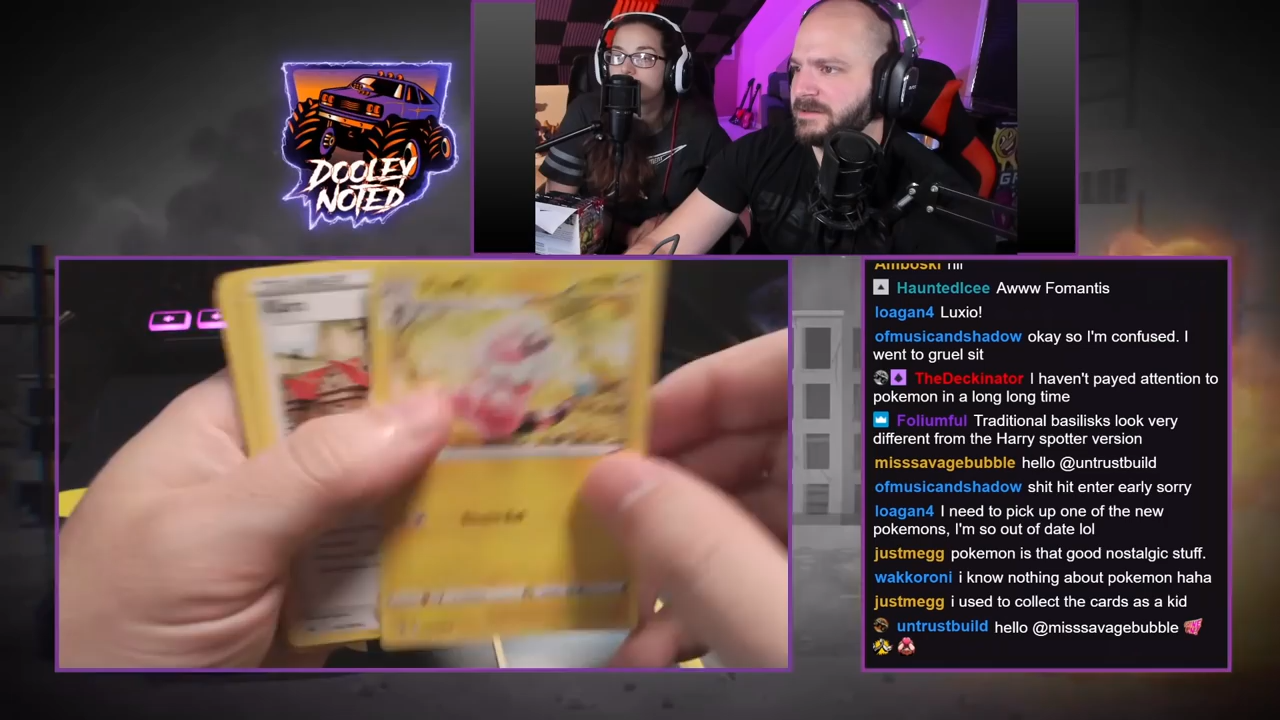 DOOLEY
NOTED
HauntedIcee Awww Fomantis
loagan4 Luxio!
ofmusicandshadow okay so I'm confused. I
went to gruel sit
TheDeckinator I haven't payed attention to
pokemon in a long long time
Foliumful Traditional basilisks look very
different from the Harry spotter version
misssavagebubble hello @untrustbuild
ofmusicandshadow shit hit enter early sorry
loagan4 I need to pick up one of the new
pokemons, I'm so out of date lol
justmegg pokemon is that good nostalgic stuff.
wakkoroni i know nothing about pokemon haha
justmegg i used to collect the cards as a kid
untrustbuild hello @misssavagebubble